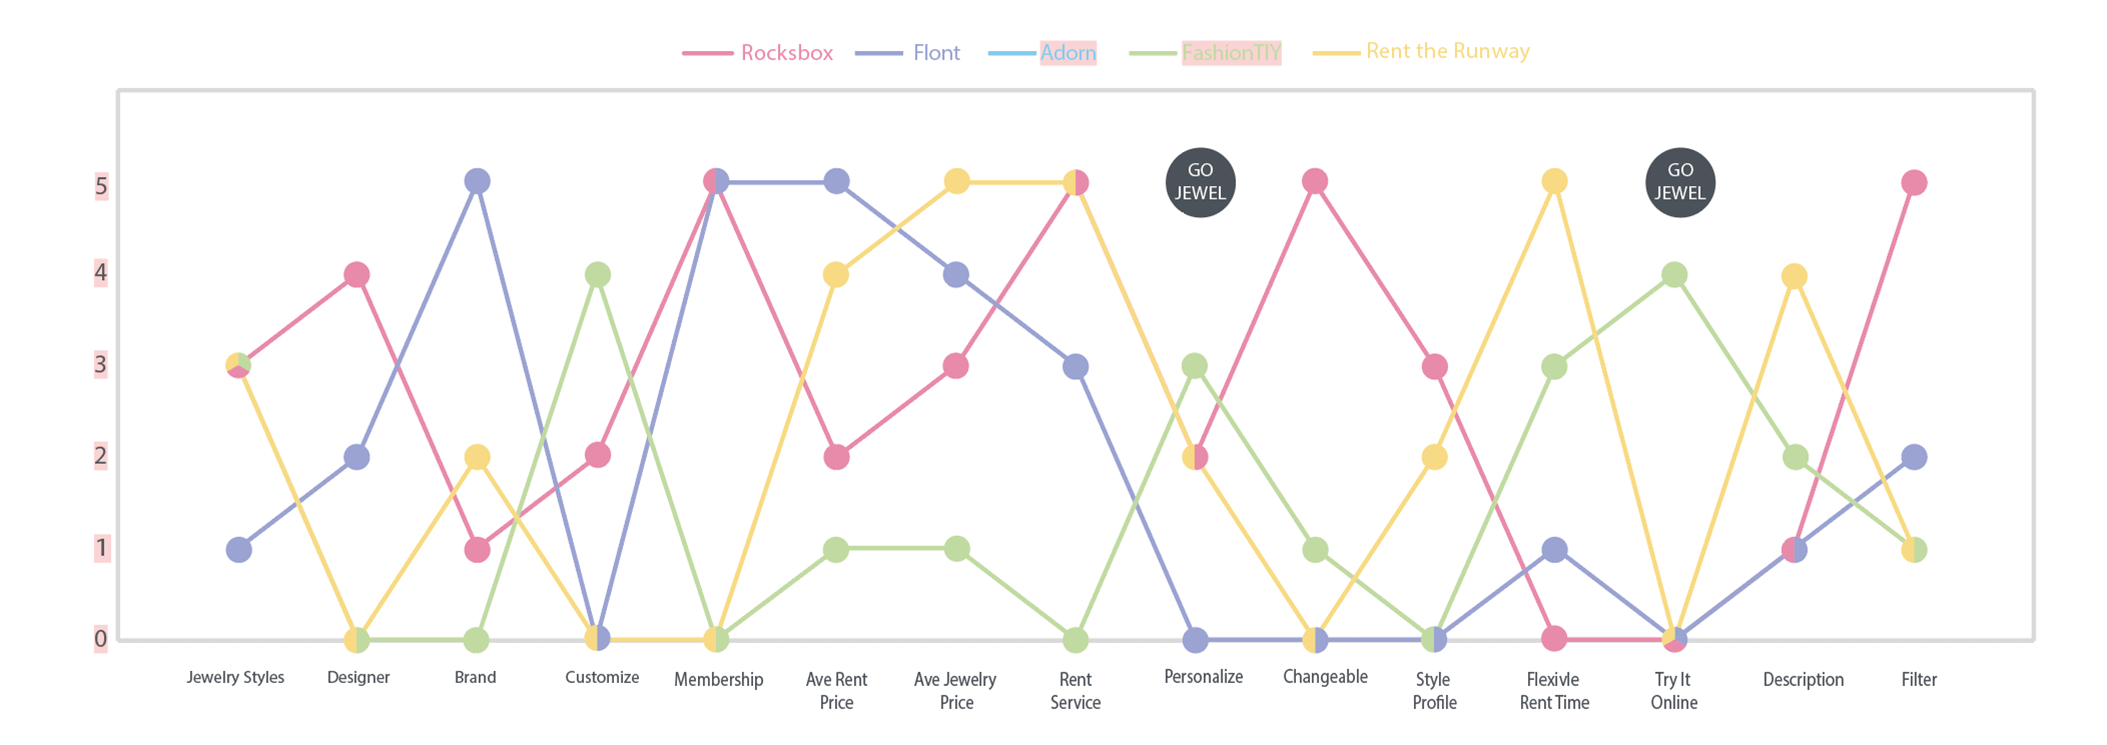 Rocksbox Flont Adorn FashionTIY Rent the Runway
5
4
3
2
1
0
GO
JEWEL
GO
JEWEL
Jewelry Styles
Designer
Brand
Customize
Membership
Ave Rent
Price
Ave Jewelry
Price
Rent
Service
Personalize
Changeable
Style
Profile
Flexivle
Rent Time
Try It
Online
Description
Filter